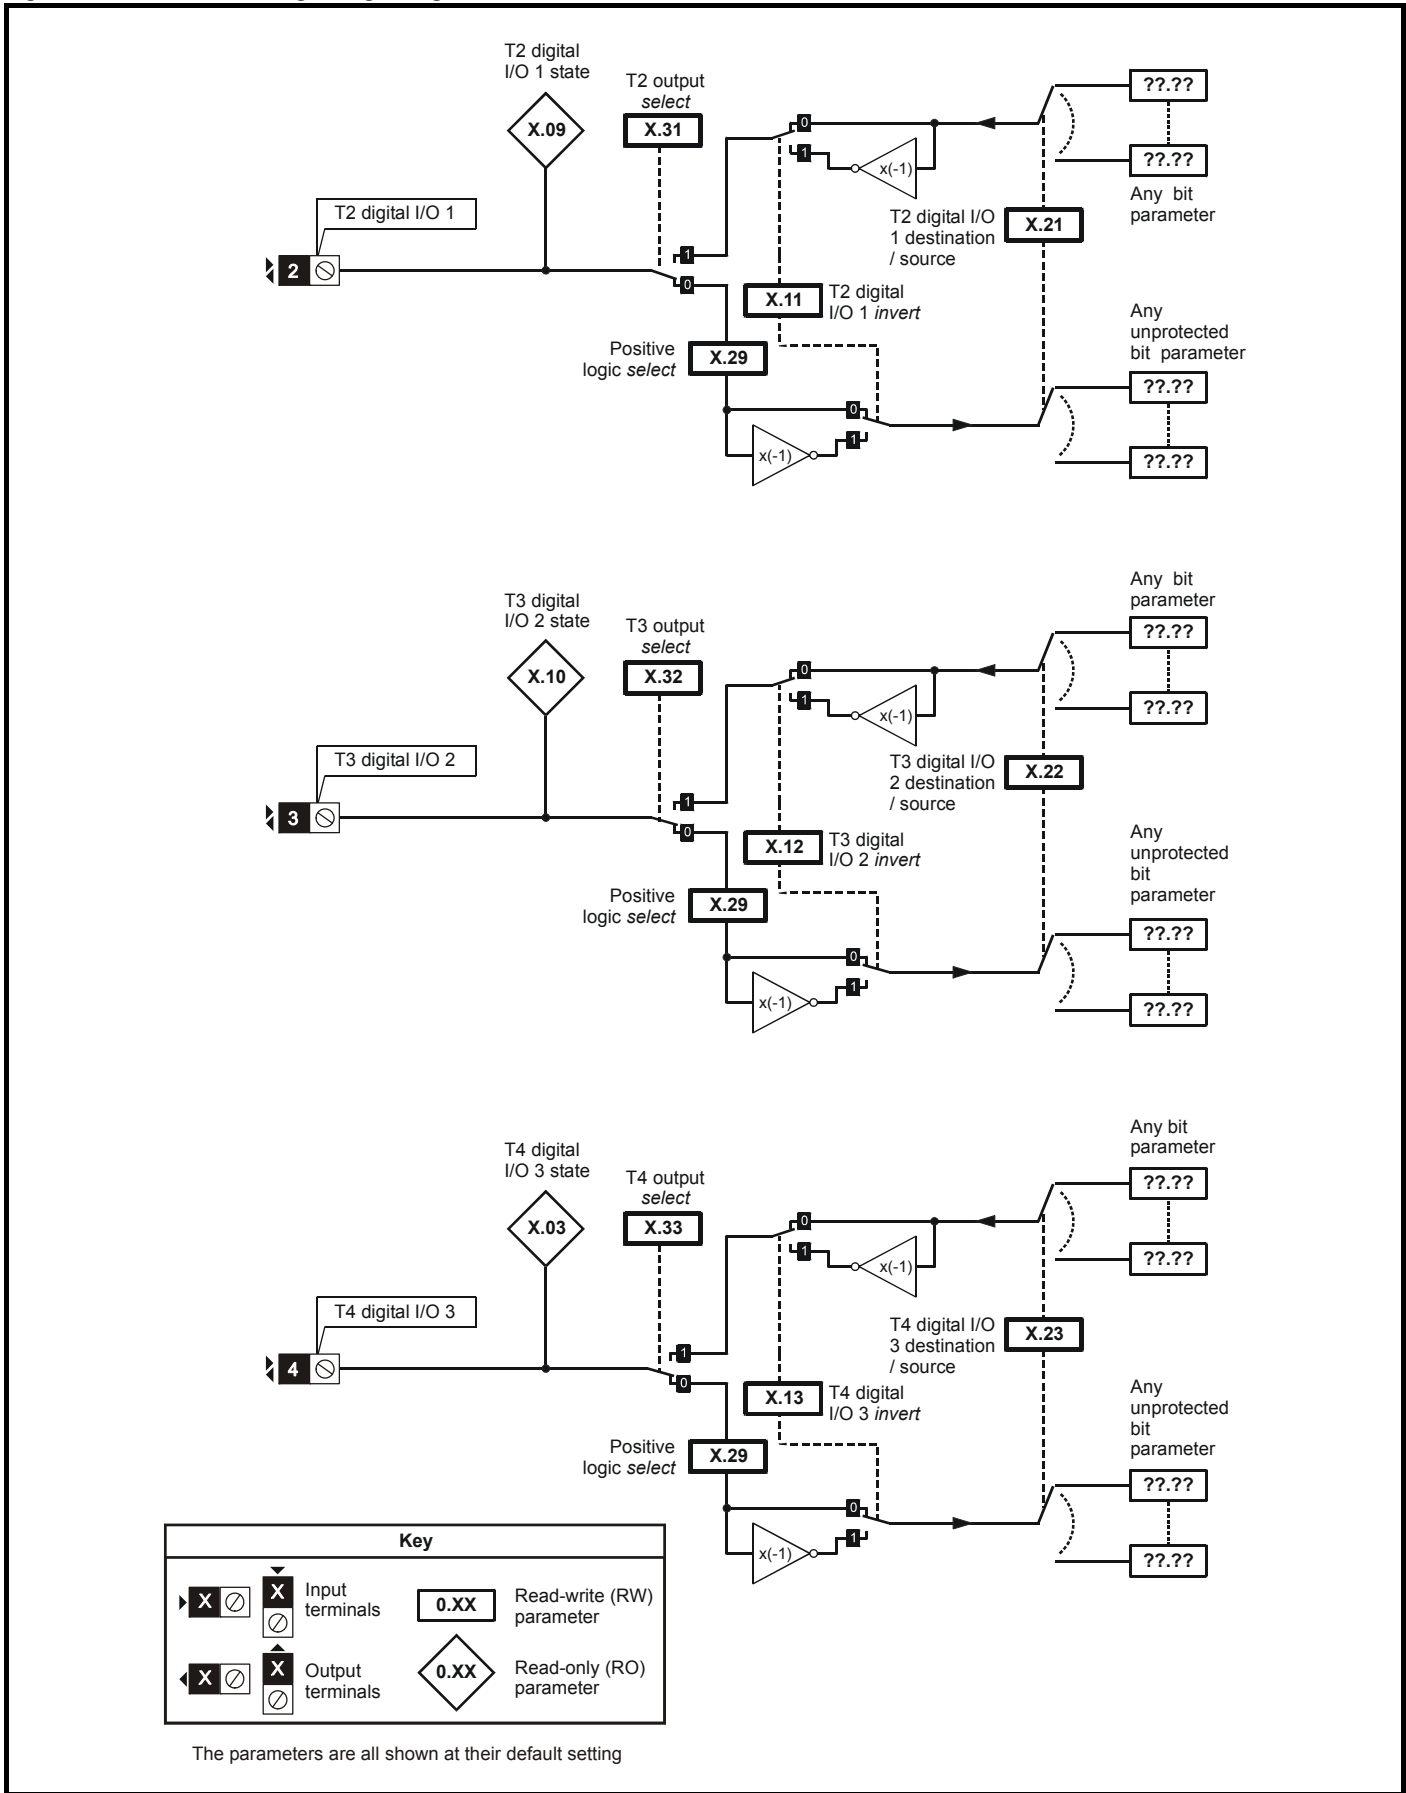 T2 digital
I/O 1 state
X.09
T2 output
select
X.31
0
1
x(-1)
??.??
??.??
Any bit
parameter
T2 digital I/O 1
2
1
0
T2 digital I/O
1 destination
/ source
X.21
X.11
T2 digital
I/O 1 invert
Positive
logic select
X.29
Any
unprotected
bit parameter
??.??
??.??
0
1
x(-1)
T3 digital
I/O 2 state
X.10
T3 output
select
X.32
0
1
x(-1)
Any bit
parameter
??.??
??.??
T3 digital I/O 2
3
1
0
T3 digital I/O
2 destination
/ source
X.22
X.12
T3 digital
I/O 2 invert
Positive
logic select
X.29
Any
unprotected
bit
parameter
??.??
??.??
0
1
x(-1)
T4 digital
I/O 3 state
X.03
T4 output
select
X.33
0
1
x(-1)
Any bit
parameter
??.??
??.??
T4 digital I/O 3
4
1
0
T4 digital I/O
3 destination
/ source
X.23
X.13
T4 digital
I/O 3 invert
Positive
logic select
X.29
Any
unprotected
bit
parameter
??.??
??.??
0
1
x(-1)
Key
X
X
Input
terminals
0.XX
Read-write (RW)
parameter
X
X
Output
terminals
0.XX
Read-only (RO)
parameter
The parameters are all shown at their default setting